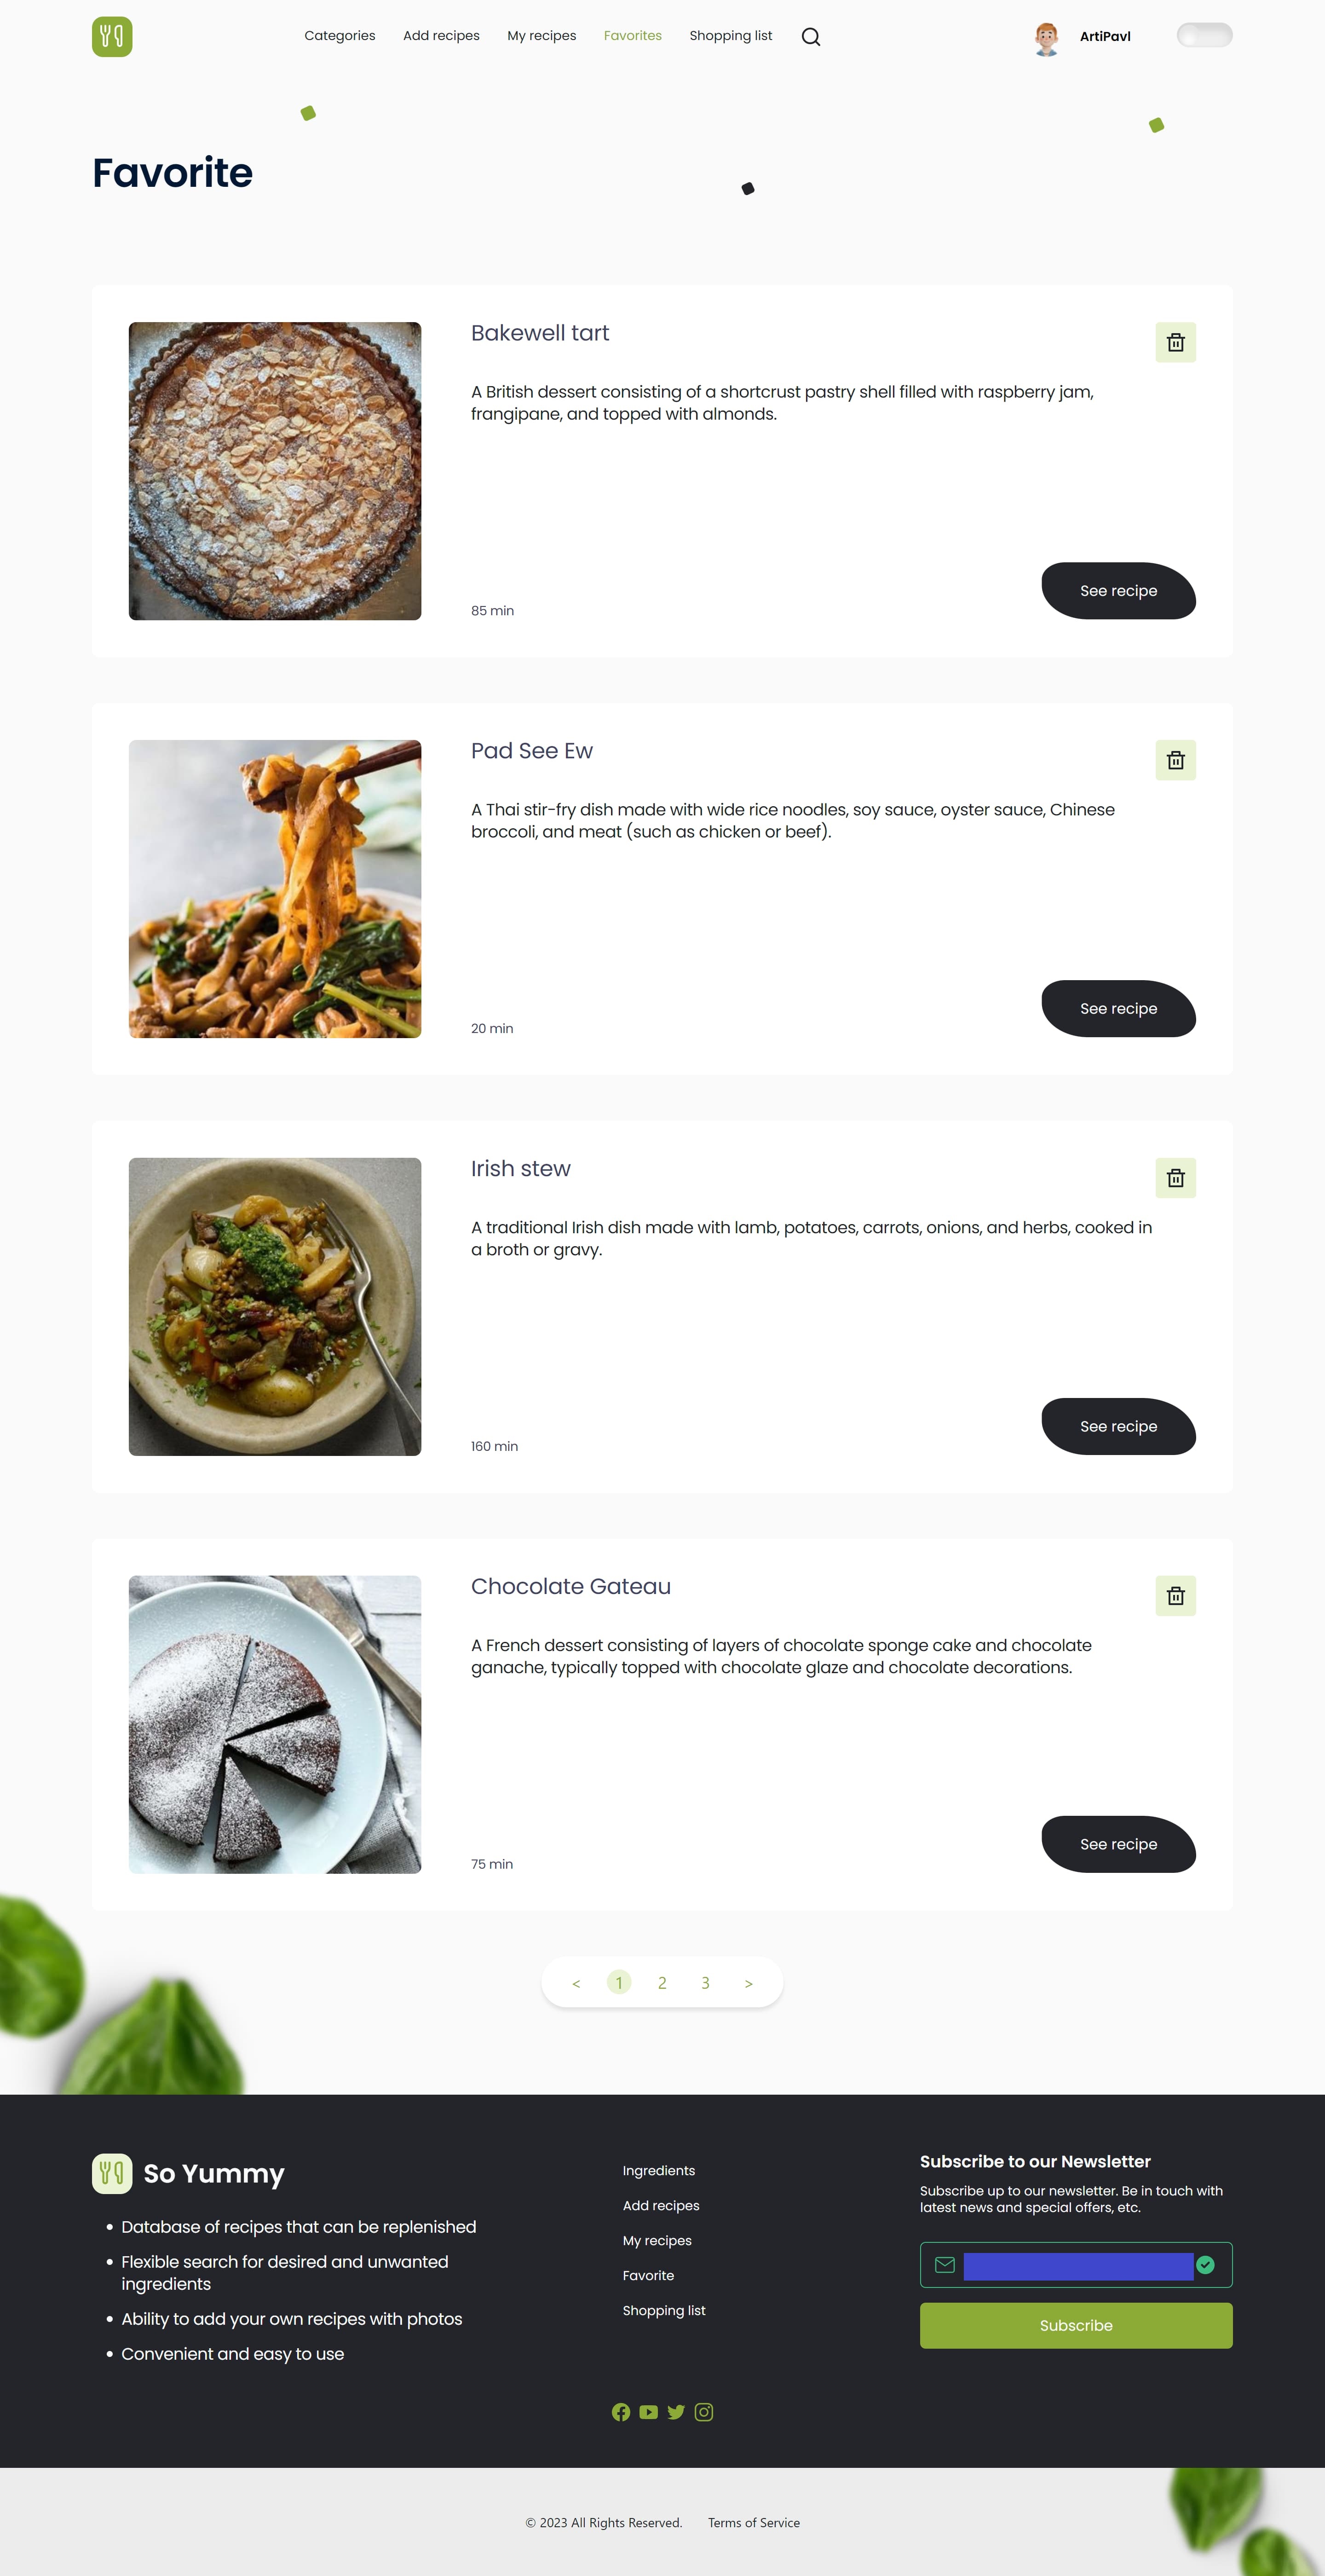 Categories Add recipes My recipes Favorites Shopping list ArtiPavl
Favorite
Bakewell tart
A British dessert consisting of a shortcrust pastry shell filled with raspberry jam,
frangipane, and topped with almonds.
85 min
See recipe
Pad See Ew
A Thai stir-fry dish made with wide rice noodles, soy sauce, oyster sauce, Chinese
broccoli, and meat (such as chicken or beef).
20 min
See recipe
Irish stew
A traditional Irish dish made with lamb, potatoes, carrots, onions, and herbs, cooked in
a broth or gravy.
160 min
See recipe
Chocolate Gateau
A French dessert consisting of layers of chocolate sponge cake and chocolate
ganache, typically topped with chocolate glaze and chocolate decorations.
75 min
See recipe
< 1 2 3 >
So Yummy
• Database of recipes that can be replenished
• Flexible search for desired and unwanted
ingredients
• Ability to add your own recipes with photos
• Convenient and easy to use
Ingredients
Add recipes
My recipes
Favorite
Shopping list
Subscribe to our Newsletter
Subscribe up to our newsletter. Be in touch with
latest news and special offers, etc.
Subscribe
© 2023 All Rights Reserved. Terms of Service